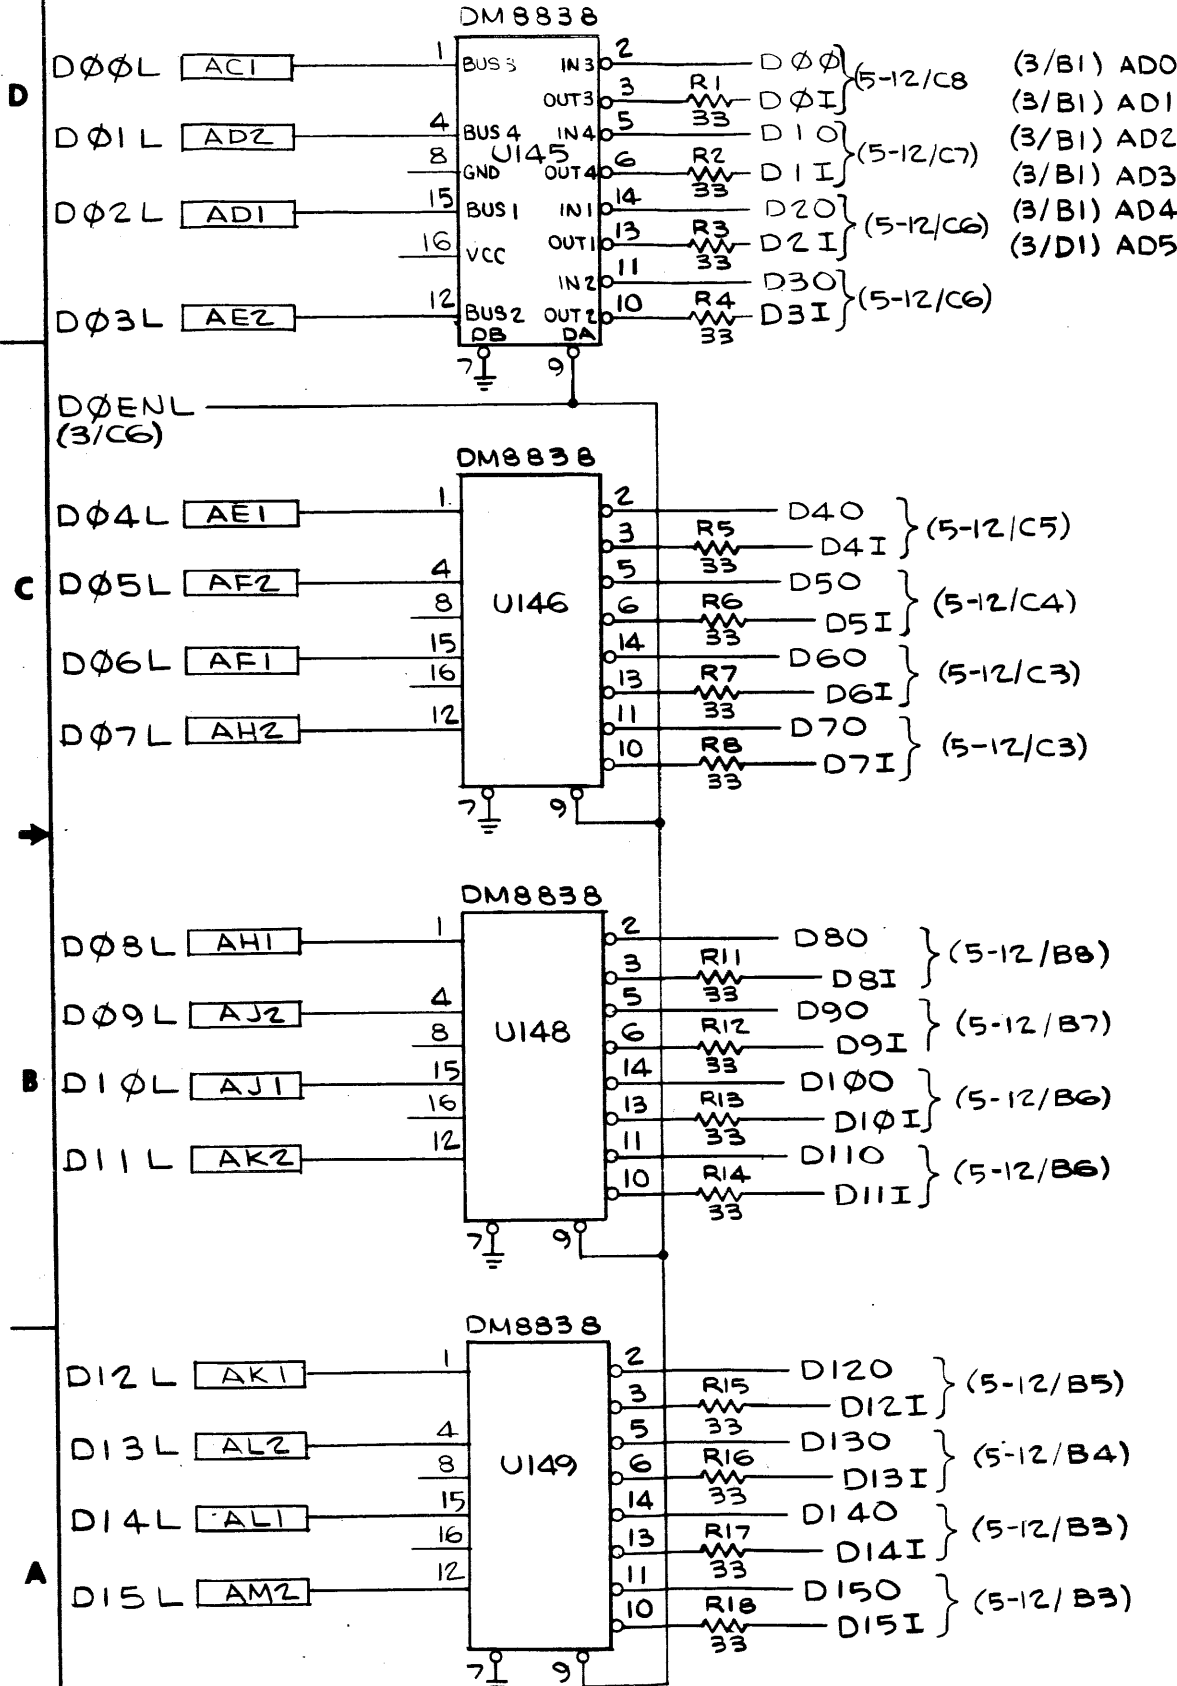 DM8838
D
DØØL AC1 1 BUS3 IN3 2 DØØ (3/B1) AD0
OUT3 3 R1 33 DØI (5-12/C8 (3/B1) AD1
DØ1L AD2 4 BUS4 IN4 5 D1O (3/B1) AD2
U145
8 GND OUT4 6 R2 33 D1I (5-12/C7) (3/B1) AD3
DØ2L AD1 15 BUS1 IN1 14 D2O (3/B1) AD4
16 VCC OUT1 13 R3 33 D2I (5-12/C6) (3/D1) AD5
IN2 11 D3O
DØ3L AE2 12 BUS2 OUT2 10 R4 33 D3I (5-12/C6)
DB DA
7 9
DØENL
(3/C6)
DM8838
DØ4L AE1 1 2 D4O
3 R5 33 D4I (5-12/C5)
C
DØ5L AF2 4 5 D5O
U146
8 6 R6 33 D5I (5-12/C4)
DØ6L AF1 15 14 D6O
16 13 R7 33 D6I (5-12/C3)
DØ7L AH2 12 11 D7O
10 R8 33 D7I (5-12/C3)
7 9
DM8838
DØ8L AH1 1 2 D8O
3 R11 33 D8I (5-12/B8)
DØ9L AJ2 4 5 D9O
U148
8 6 R12 33 D9I (5-12/B7)
B
D1ØL AJ1 15 14 D1ØO
16 13 R13 33 D1ØI (5-12/B6)
D11L AK2 12 11 D11O
10 R14 33 D11I (5-12/B6)
7 9
DM8838
D12L AK1 1 2 D12O
3 R15 33 D12I (5-12/B5)
D13L AL2 4 5 D13O
U149
8 6 R16 33 D13I (5-12/B4)
D14L AL1 15 14 D14O
16 13 R17 33 D14I (5-12/B3)
A
D15L AM2 12 11 D15O
10 R18 33 D15I (5-12/B3)
7 9